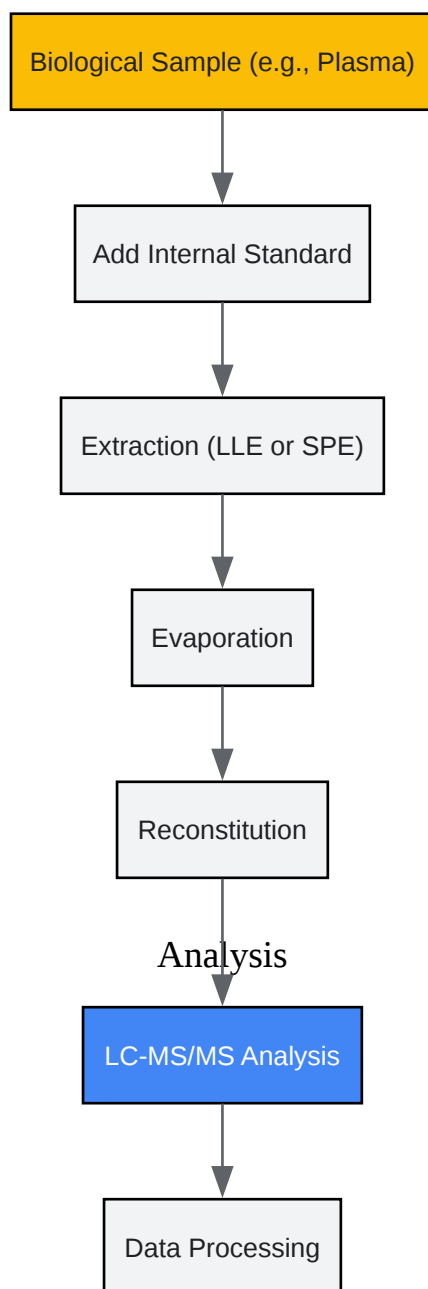 Biological Sample (e.g., Plasma)
Add Internal Standard
Extraction (LLE or SPE)
Evaporation
Reconstitution
Analysis
LC-MS/MS Analysis
Data Processing